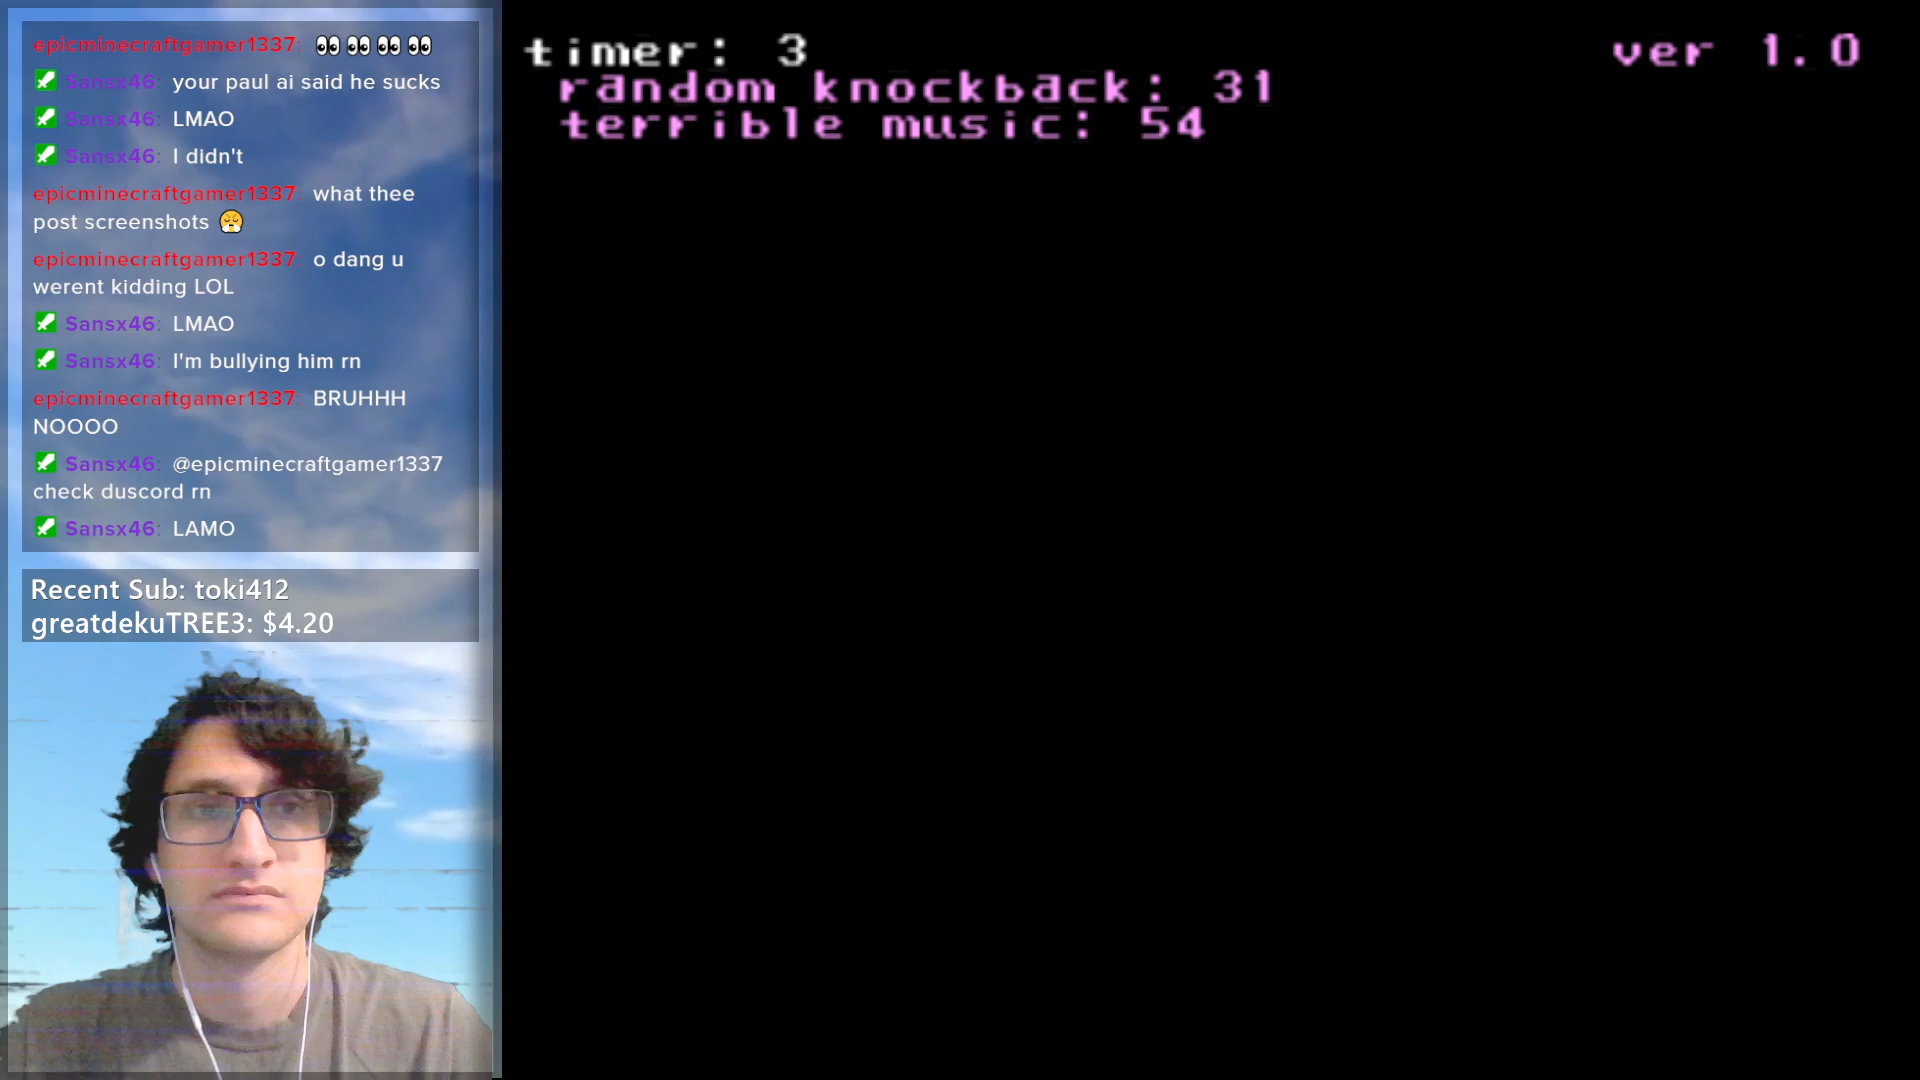 epicminecraftgamer1337: 👀 👀 👀 👀
Sansx46: your paul ai said he sucks
Sansx46: LMAO
Sansx46: I didn't
epicminecraftgamer1337: what thee
post screenshots 😤
epicminecraftgamer1337: o dang u
werent kidding LOL
Sansx46: LMAO
Sansx46: I'm bullying him rn
epicminecraftgamer1337: BRUHHH
NOOOO
Sansx46: @epicminecraftgamer1337
check duscord rn
Sansx46: LAMO
Recent Sub: toki412
greatdekuTREE3: $4.20
timer: 3
random knockback: 31
terrible music: 54
ver 1.0